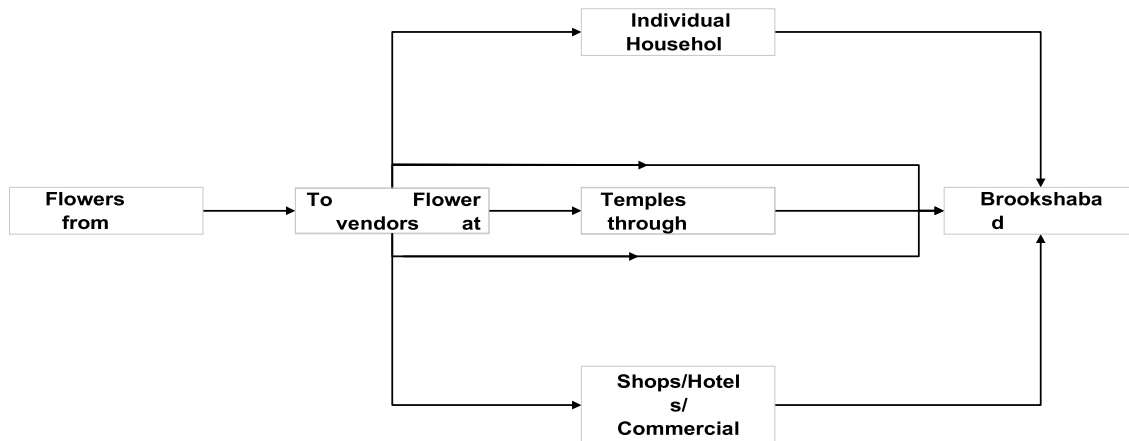 Individual
Househol
Flowers
from
To Flower
vendors at
Temples
through
Brookshaba
d
Shops/Hotel
s/
Commercial